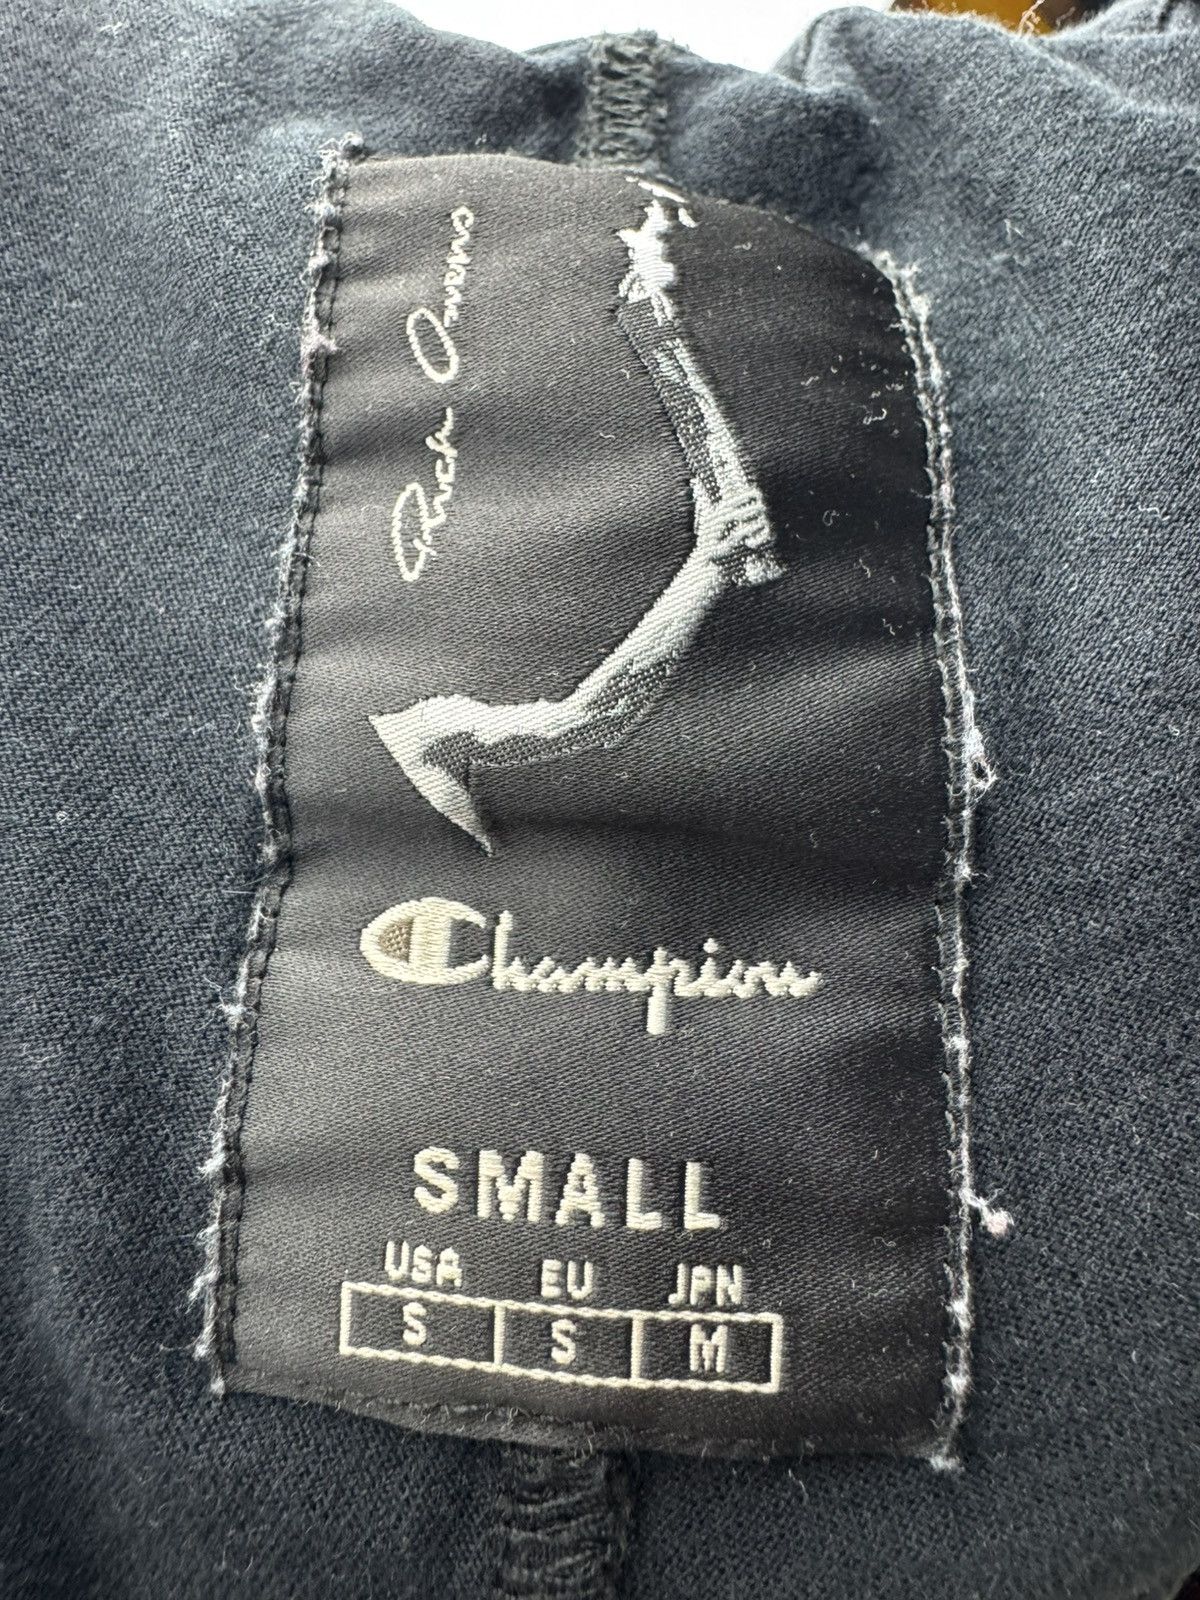 Rick Owens
Champion
SMALL
USA EU JPN
S S M